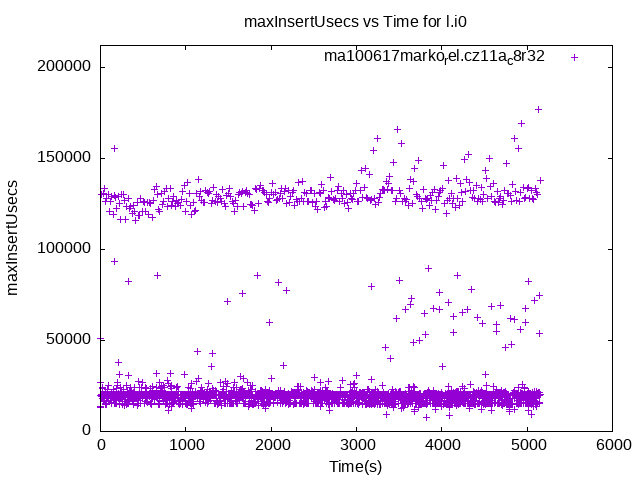 maxInsertUsecs vs Time for l.i0
ma100617marko_rel.cz11a_c8r32
200000
150000
100000
50000
0
maxInsertUsecs
0 1000 2000 3000 4000 5000 6000
Time(s)